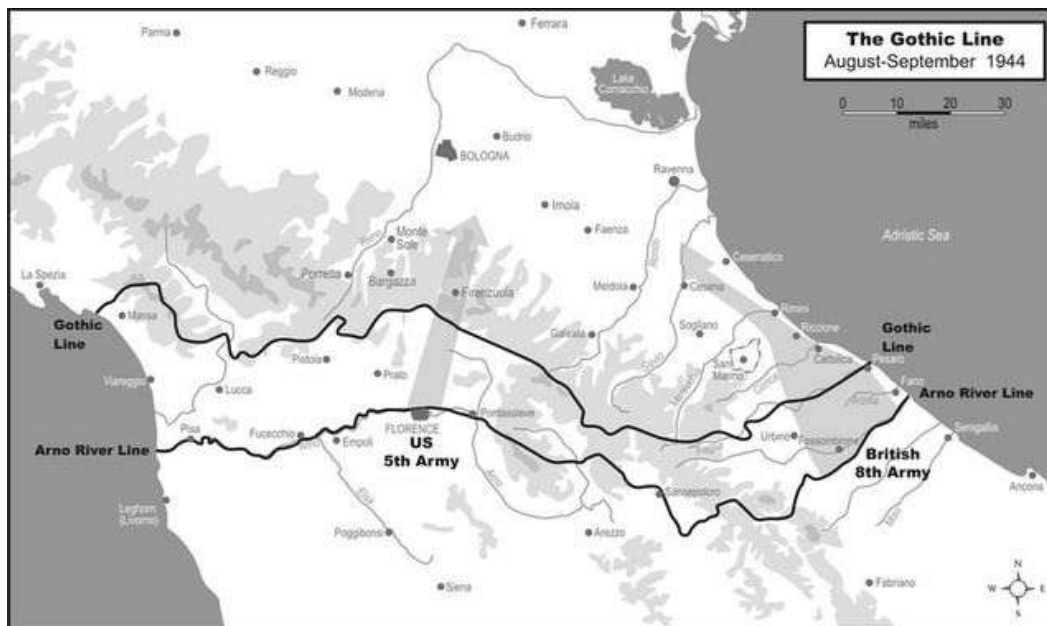 Ferrara
Parma
The Gothic Line
August-September 1944
Reggio
Modena
Lake
Comacchio
0 10 20 30
miles
Budrio
BOLOGNA
Ravenna
Imola
Monte
Sole
Faenza
Adriatic Sea
Cesenatico
La Spezia
Porretta
Bargazza
Firenzuola
Meldola
Cesena
Massa
Gothic
Line
Galeata
Sogliano
Rimini
Riccione
San
Marino
Cattolica
Gothic
Line
Pistoia
Prato
Pesaro
Viareggio
Lucca
Fano
Arno River Line
Pontassieve
Pisa
Fucecchio
Empoli
FLORENCE
US
5th Army
Urbino
Fossombrone
British
8th Army
Senigallia
Arno River Line
Elsa
Arno
Sansepolcro
Ancona
Leghorn
(Livorno)
Poggibonsi
Arezzo
Siena
Fabriano
N
W E
S